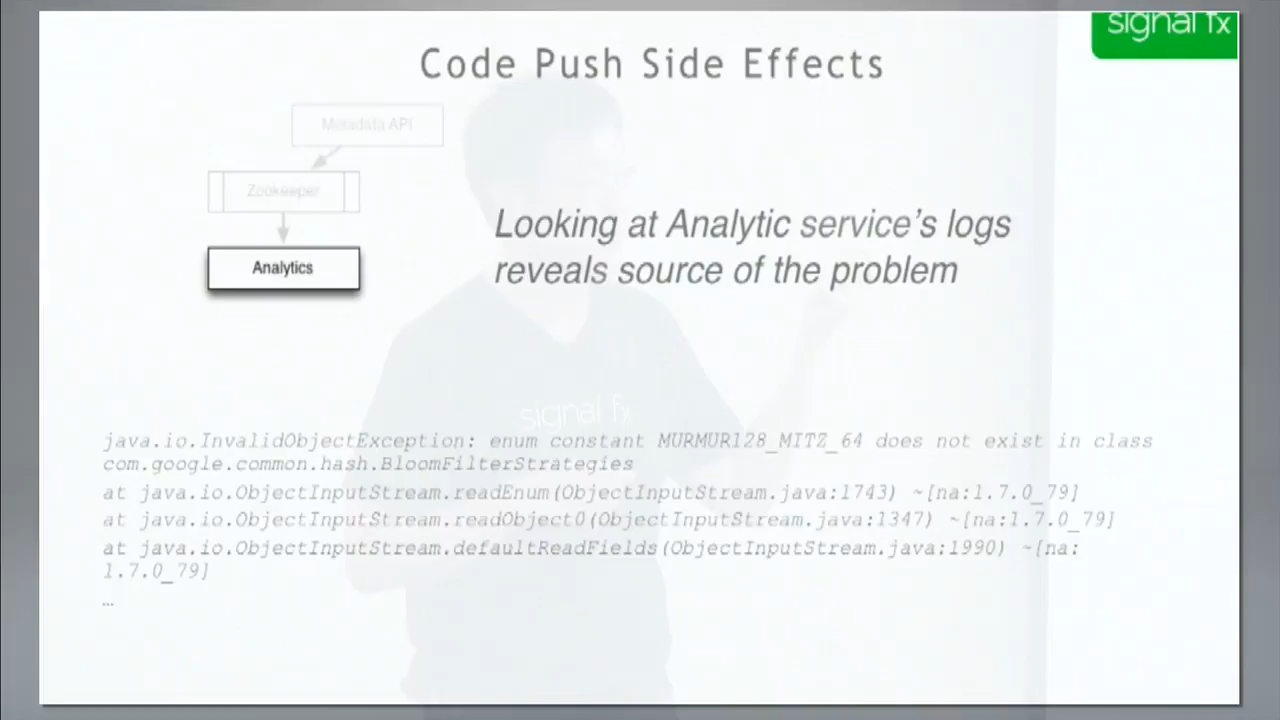 signal fx
Code Push Side Effects
Metadata API
Zookeeper
Analytics
Looking at Analytic service's logs
reveals source of the problem
signal fx
java.io.InvalidObjectException: enum constant MURMUR128_MITZ_64 does not exist in class
com.google.common.hash.BloomFilterStrategies
at java.io.ObjectInputStream.readEnum(ObjectInputStream.java:1743) ~[na:1.7.0_79]
at java.io.ObjectInputStream.readObject0(ObjectInputStream.java:1347) ~[na:1.7.0_79]
at java.io.ObjectInputStream.defaultReadFields(ObjectInputStream.java:1990) ~[na:
1.7.0_79]
…